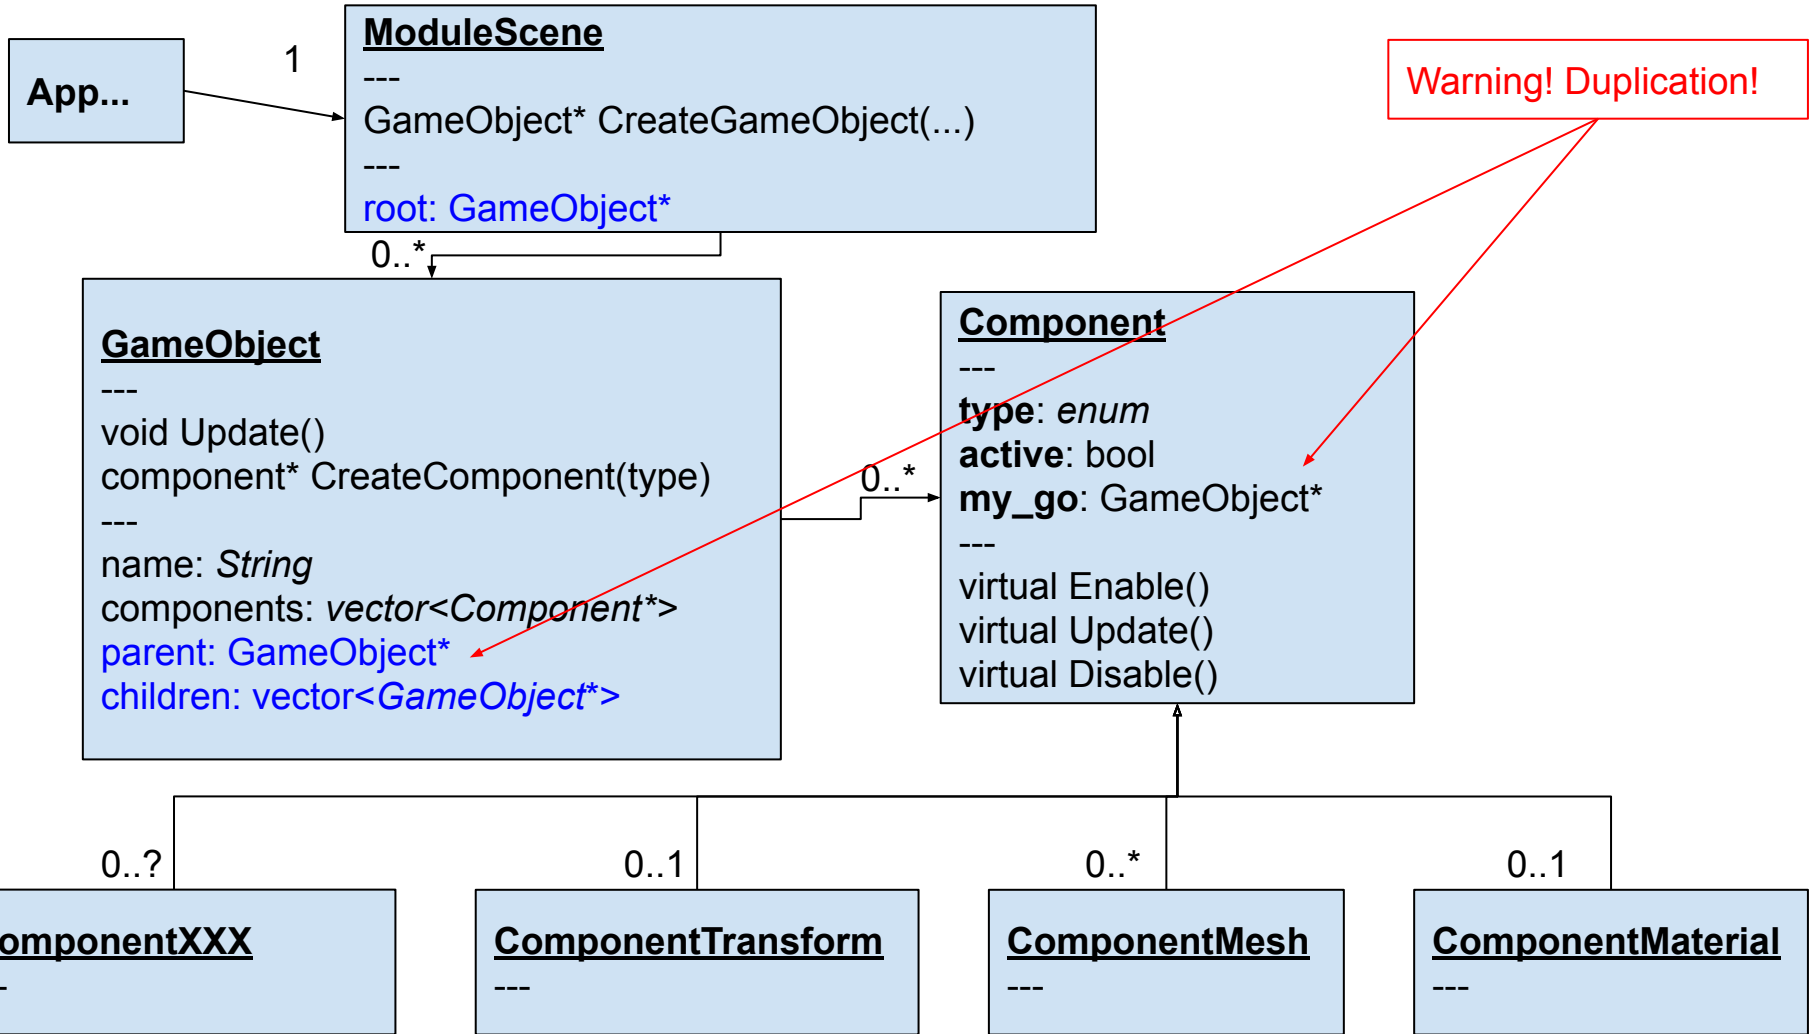 App...
1
ModuleScene
---
GameObject* CreateGameObject(...)
---
root: GameObject*
Warning! Duplication!
0..*
GameObject
---
void Update()
component* CreateComponent(type)
---
name: String
components: vector<Component*>
parent: GameObject*
children: vector<GameObject*>
0..*
Component
---
type: enum
active: bool
my_go: GameObject*
---
virtual Enable()
virtual Update()
virtual Disable()
0..?
0..1
0..*
0..1
omponentXXX
-
ComponentTransform
---
ComponentMesh
---
ComponentMaterial
---